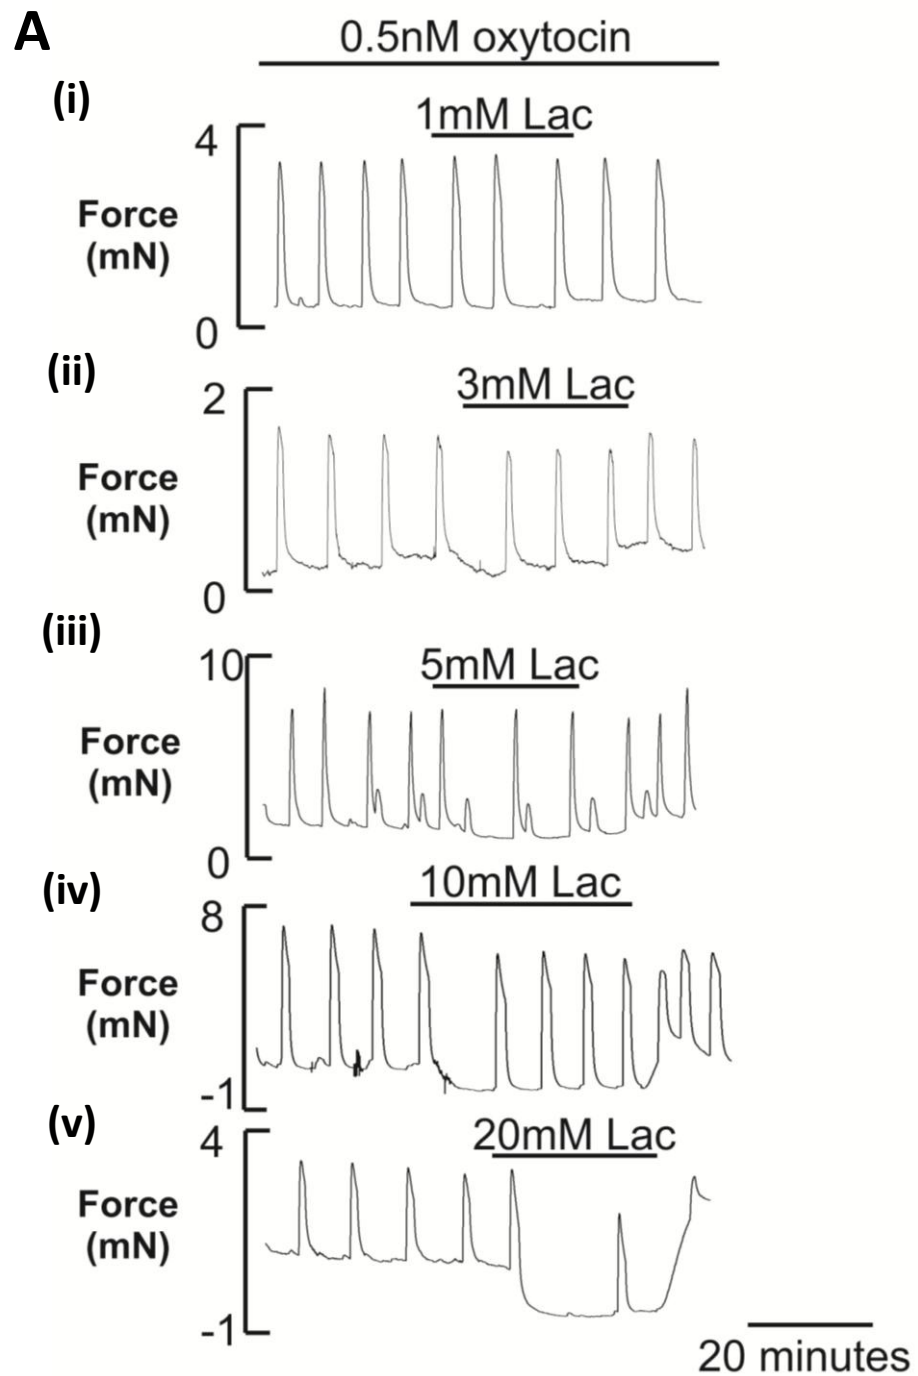 A
0.5nM oxytocin
(i)
1mM Lac
4
Force
(mN)
0
(ii)
3mM Lac
2
Force
(mN)
0
(iii)
5mM Lac
10
Force
(mN)
0
(iv)
10mM Lac
8
Force
(mN)
-1
(v)
20mM Lac
4
Force
(mN)
-1
20 minutes